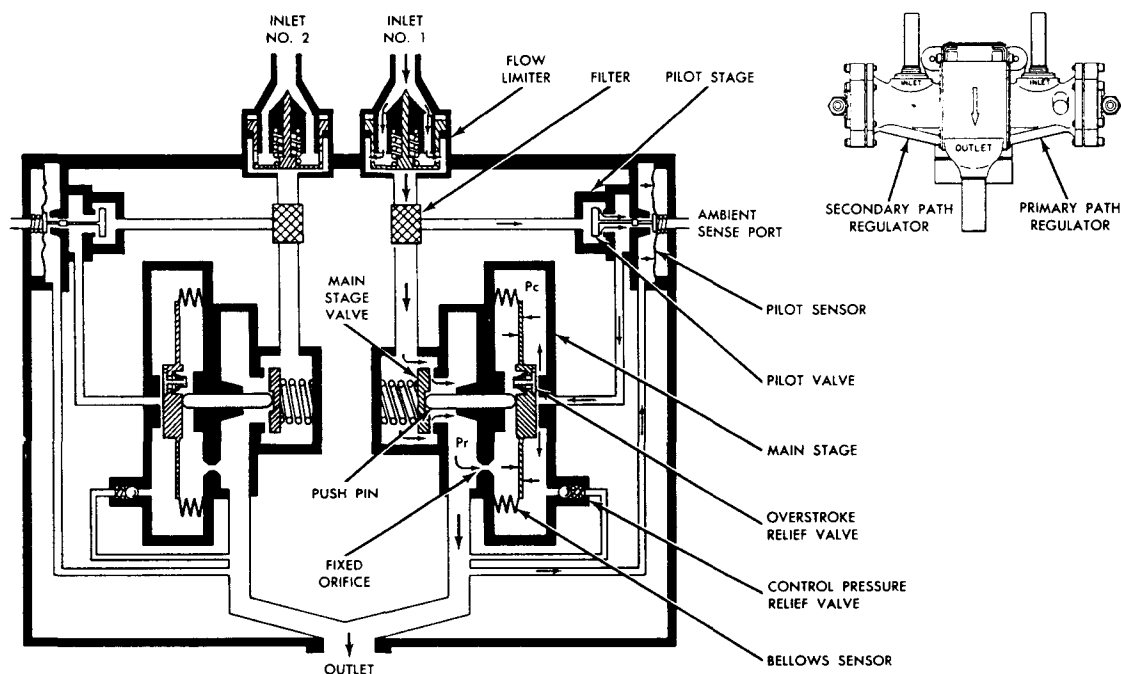 INLET
NO. 2
INLET
NO. 1
FLOW
LIMITER
FILTER
PILOT STAGE
AMBIENT
SENSE PORT
PILOT SENSOR
PILOT VALVE
MAIN
STAGE
VALVE
Pc
MAIN STAGE
Pr
PUSH PIN
OVERSTROKE
RELIEF VALVE
FIXED
ORIFICE
CONTROL PRESSURE
RELIEF VALVE
BELLOWS SENSOR
OUTLET
INLET
INLET
OUTLET
SECONDARY PATH
REGULATOR
PRIMARY PATH
REGULATOR